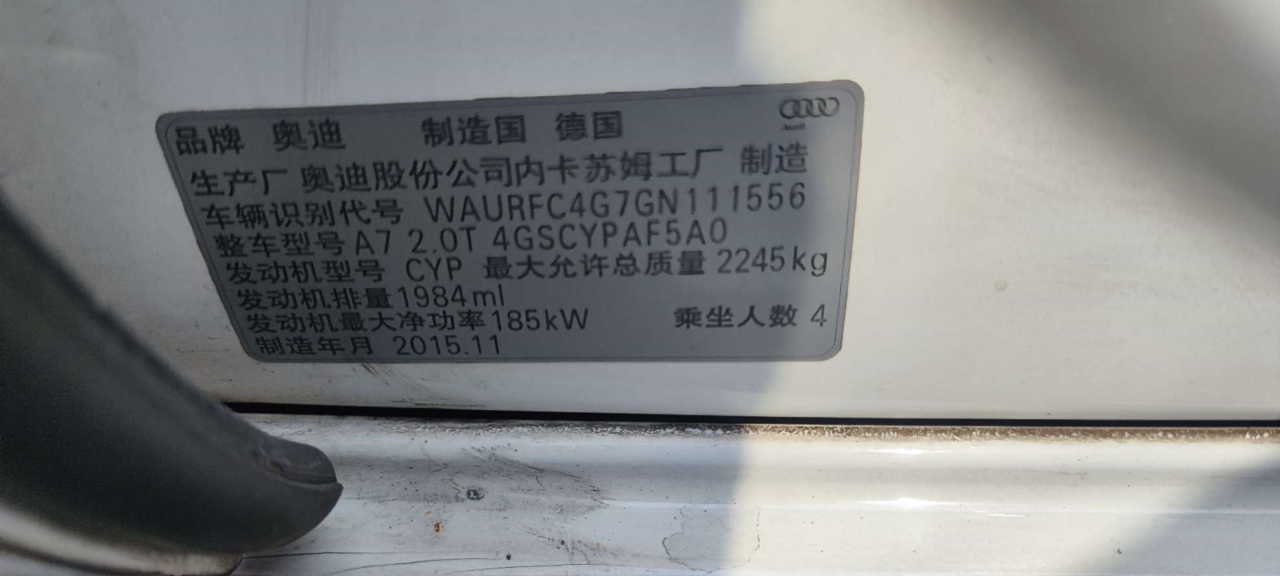 品牌 奥迪 制造国 德国
生产厂 奥迪股份公司内卡苏姆工厂 制造
车辆识别代号 WAURFC4G7GN111556
整车型号 A7 2.0T 4GSCYPAF5A0
发动机型号 CYP 最大允许总质量 2245kg
发动机排量 1984ml
发动机最大净功率 185kW 乘坐人数 4
制造年月 2015.11